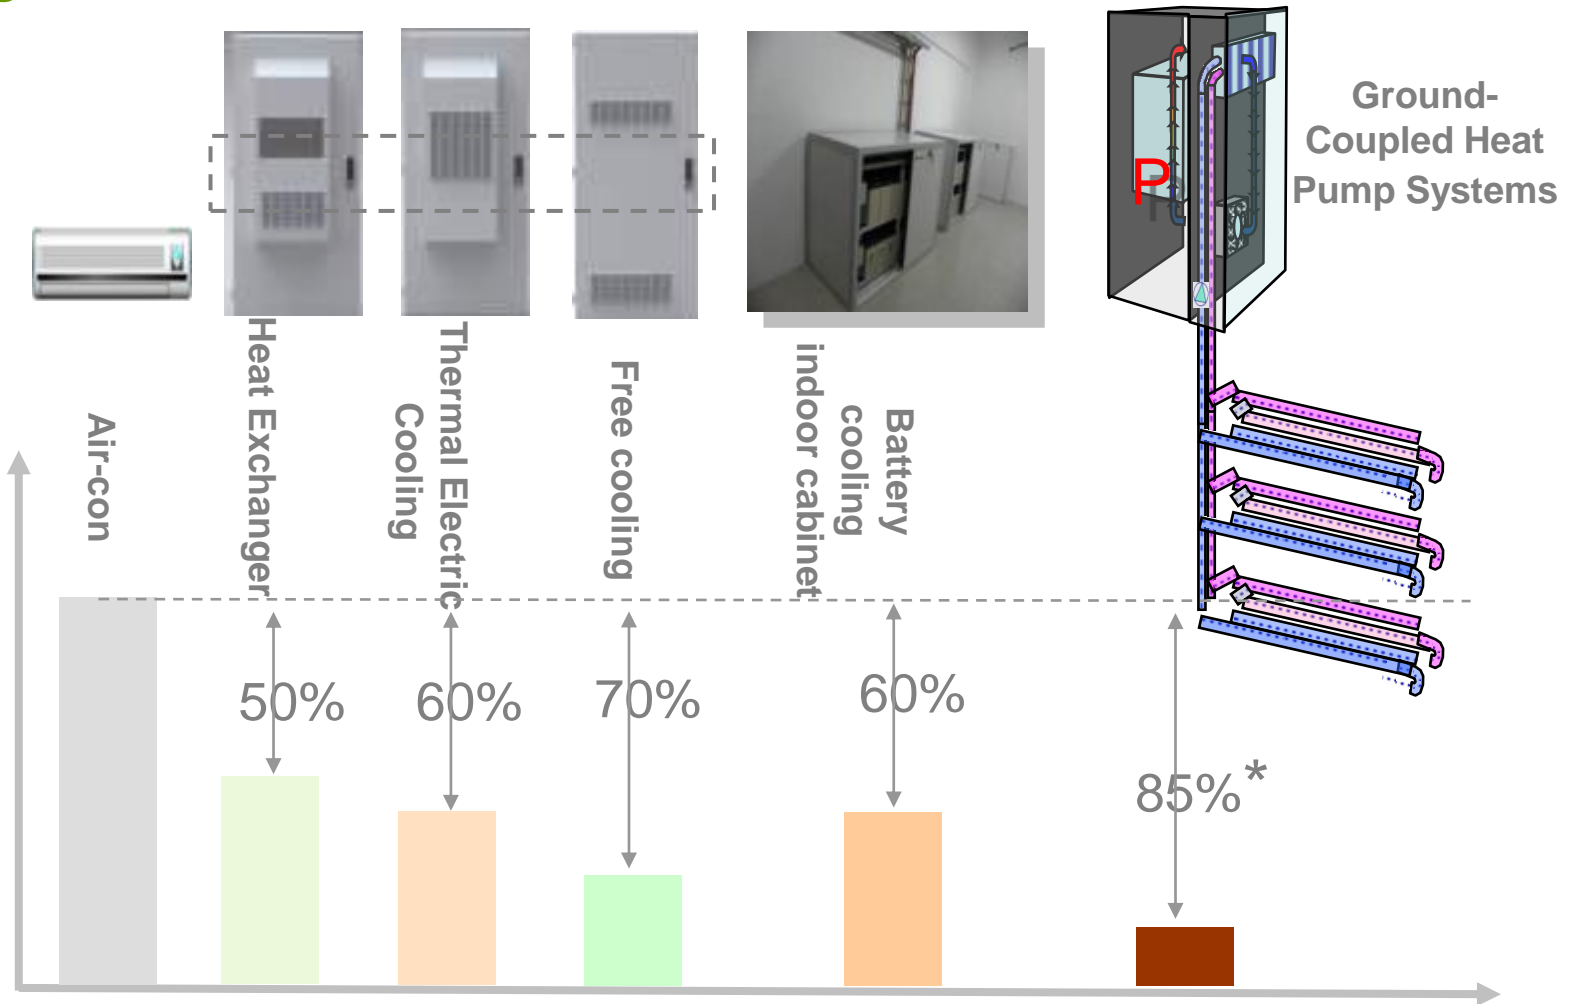 Ground-
Coupled Heat
Pump Systems
P
P
Air-con
Heat Exchanger
Thermal Electric
Cooling
Free cooling
Battery
cooling
indoor cabinet
50%
60%
70%
60%
85%*